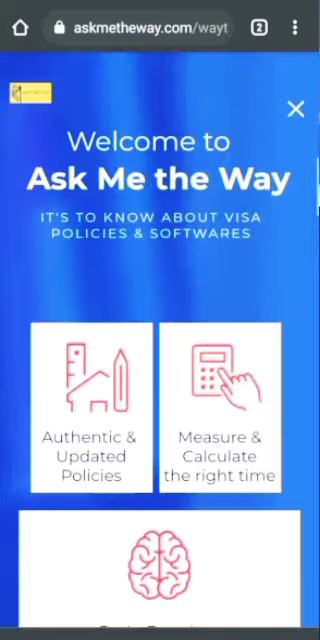 askmetheway.com/wayt
2
Welcome to
Ask Me the Way
IT'S TO KNOW ABOUT VISA
POLICIES & SOFTWARES
Authentic &
Updated
Policies
Measure &
Calculate
the right time